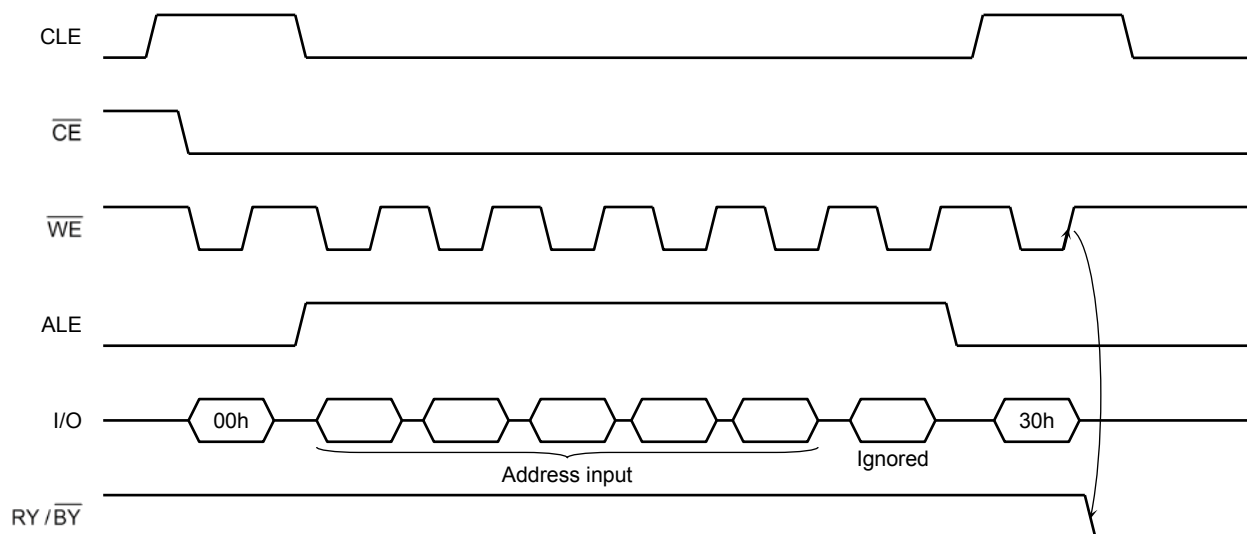 CLE
CE
WE
ALE
I/O 00h 30h
Address input Ignored
RY / BY